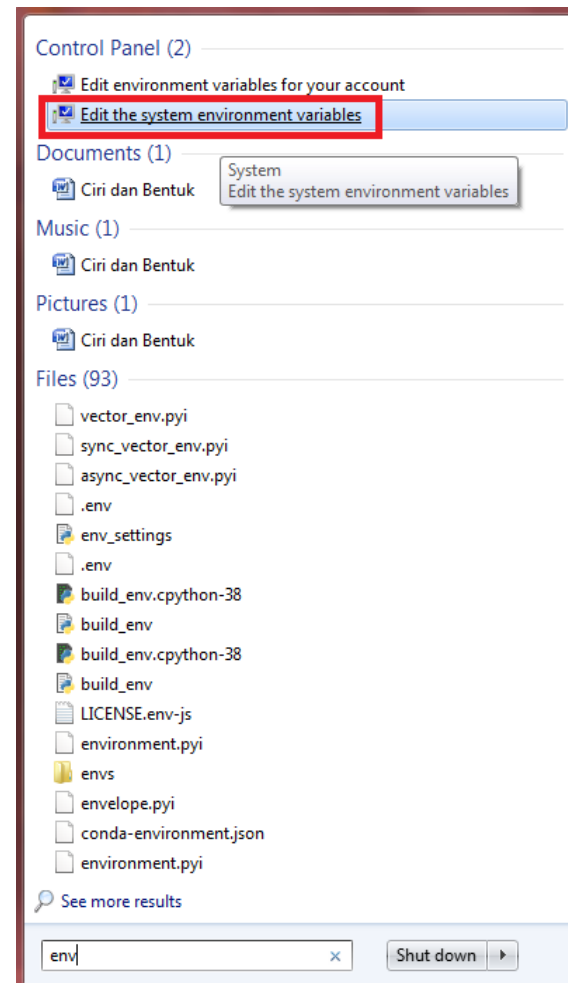 Control Panel (2)
Edit environment variables for your account
Edit the system environment variables
Documents (1)
System
Edit the system environment variables
Ciri dan Bentuk
Music (1)
Ciri dan Bentuk
Pictures (1)
Ciri dan Bentuk
Files (93)
vector_env.pyi
sync_vector_env.pyi
async_vector_env.pyi
.env
env_settings
.env
build_env.cpython-38
build_env
build_env.cpython-38
build_env
LICENSE.env-js
environment.pyi
envs
envelope.pyi
conda-environment.json
environment.pyi
See more results
env
Shut down